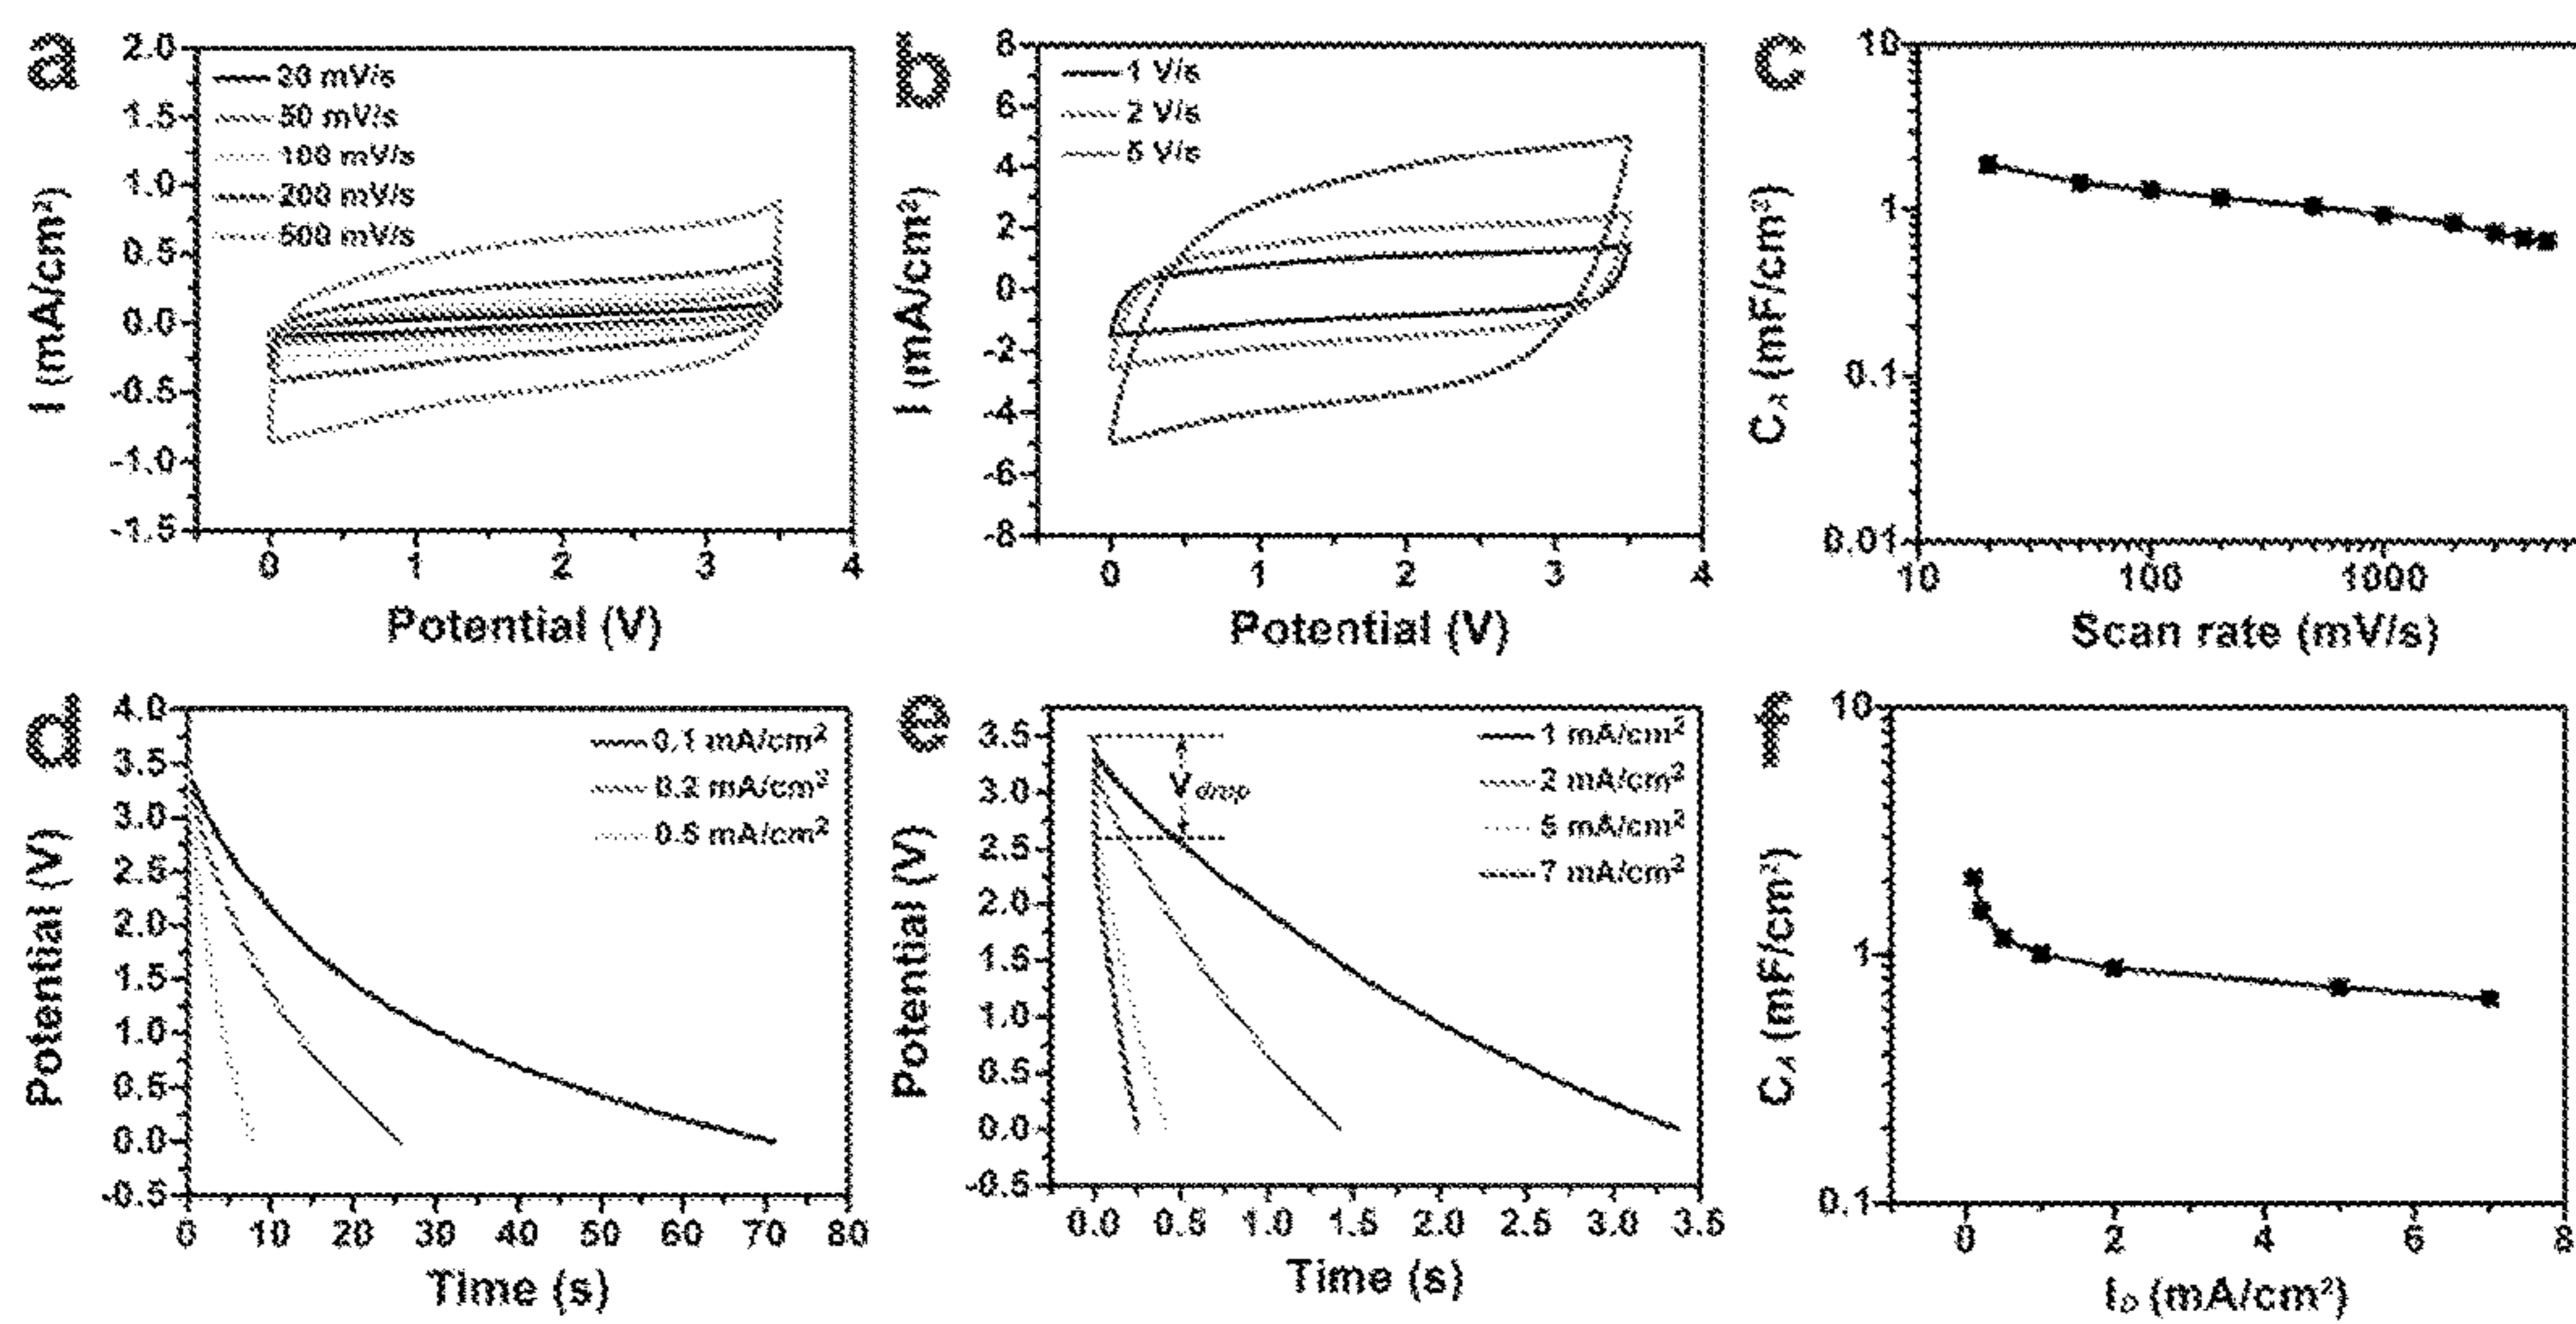 a
2.0
1.5
1.0
0.5
0.0
-0.5
-1.0
-1.5
I (mA/cm²)
20 mV/s
50 mV/s
100 mV/s
200 mV/s
500 mV/s
0 1 2 3 4
Potential (V)
b
8
6
4
2
0
-2
-4
-6
-8
I (mA/cm²)
1 V/s
2 V/s
5 V/s
0 1 2 3 4
Potential (V)
c
10
1
0.1
0.01
C_A (mF/cm²)
10 100 1000
Scan rate (mV/s)
d
4.0
3.5
3.0
2.5
2.0
1.5
1.0
0.5
0.0
-0.5
Potential (V)
0.1 mA/cm²
0.2 mA/cm²
0.5 mA/cm²
0 10 20 30 40 50 60 70 80
Time (s)
e
3.5
3.0
2.5
2.0
1.5
1.0
0.5
0.0
-0.5
Potential (V)
V_drop
1 mA/cm²
2 mA/cm²
5 mA/cm²
7 mA/cm²
0.0 0.5 1.0 1.5 2.0 2.5 3.0 3.5
Time (s)
f
10
1
0.1
C_A (mF/cm²)
0 2 4 6 8
I_D (mA/cm²)